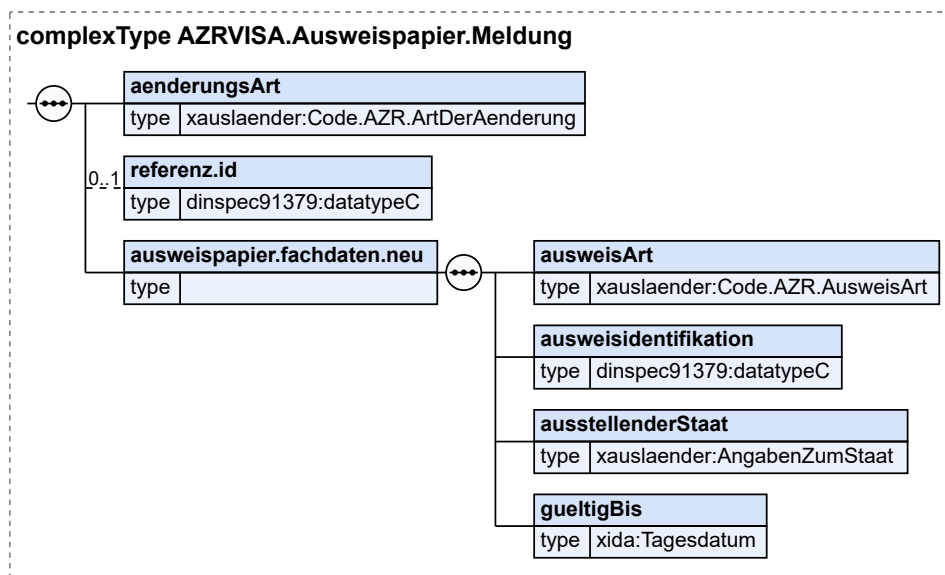 complexType AZRVISA.Ausweispapier.Meldung
aenderungsArt
type xauslaender:Code.AZR.ArtDerAenderung
0..1
referenz.id
type dinspec91379:datatypeC
ausweispapier.fachdaten.neu
type
ausweisArt
type xauslaender:Code.AZR.AusweisArt
ausweisidentifikation
type dinspec91379:datatypeC
ausstellenderStaat
type xauslaender:AngabenZumStaat
gueltigBis
type xida:Tagesdatum